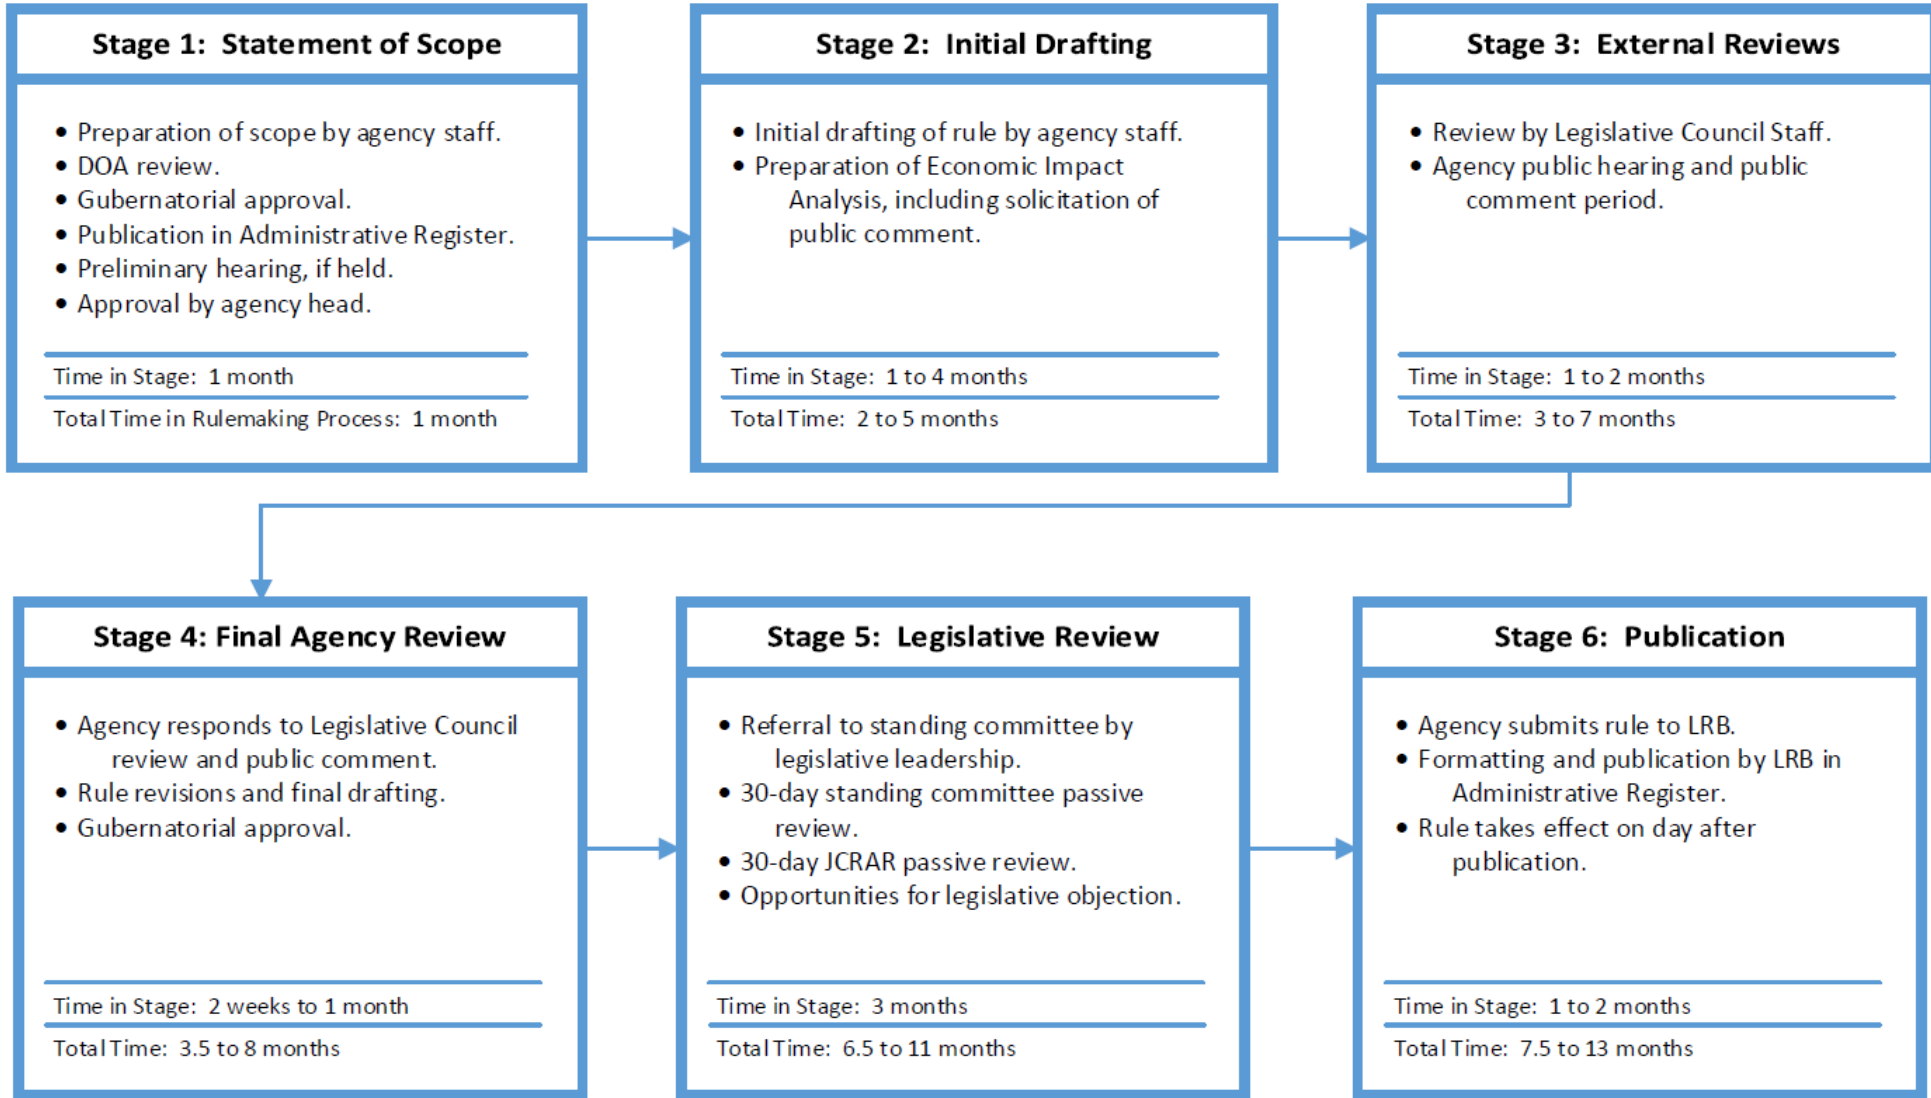 Stage 1:  Statement of Scope
• Preparation of scope by agency staff.
• DOA review.
• Gubernatorial approval.
• Publication in Administrative Register.
• Preliminary hearing, if held.
• Approval by agency head.
Time in Stage:  1 month
Total Time in Rulemaking Process:  1 month
Stage 2:  Initial Drafting
• Initial drafting of rule by agency staff.
• Preparation of Economic Impact
Analysis, including solicitation of
public comment.
Time in Stage:  1 to 4 months
Total Time:  2 to 5 months
Stage 3:  External Reviews
• Review by Legislative Council Staff.
• Agency public hearing and public
comment period.
Time in Stage:  1 to 2 months
Total Time:  3 to 7 months
Stage 4: Final Agency Review
• Agency responds to Legislative Council
review and public comment.
• Rule revisions and final drafting.
• Gubernatorial approval.
Time in Stage:  2 weeks to 1 month
Total Time:  3.5 to 8 months
Stage 5:  Legislative Review
• Referral to standing committee by
legislative leadership.
• 30-day standing committee passive
review.
• 30-day JCRAR passive review.
• Opportunities for legislative objection.
Time in Stage:  3 months
Total Time:  6.5 to 11 months
Stage 6:  Publication
• Agency submits rule to LRB.
• Formatting and publication by LRB in
Administrative Register.
• Rule takes effect on day after
publication.
Time in Stage:  1 to 2 months
Total Time:  7.5 to 13 months